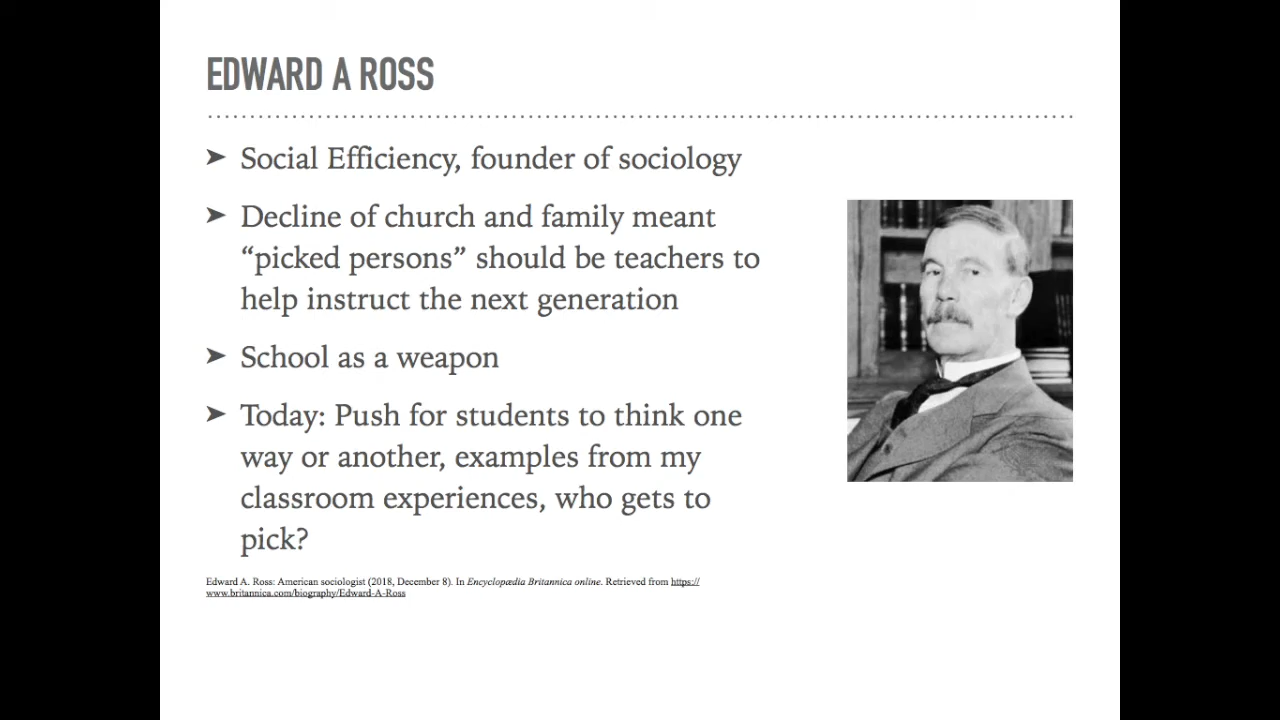 EDWARD A ROSS
➤ Social Efficiency, founder of sociology
➤ Decline of church and family meant
“picked persons” should be teachers to
help instruct the next generation
➤ School as a weapon
➤ Today: Push for students to think one
way or another, examples from my
classroom experiences, who gets to
pick?
Edward A. Ross: American sociologist (2018, December 8). In Encyclopædia Britannica online. Retrieved from https://
www.britannica.com/biography/Edward-A-Ross